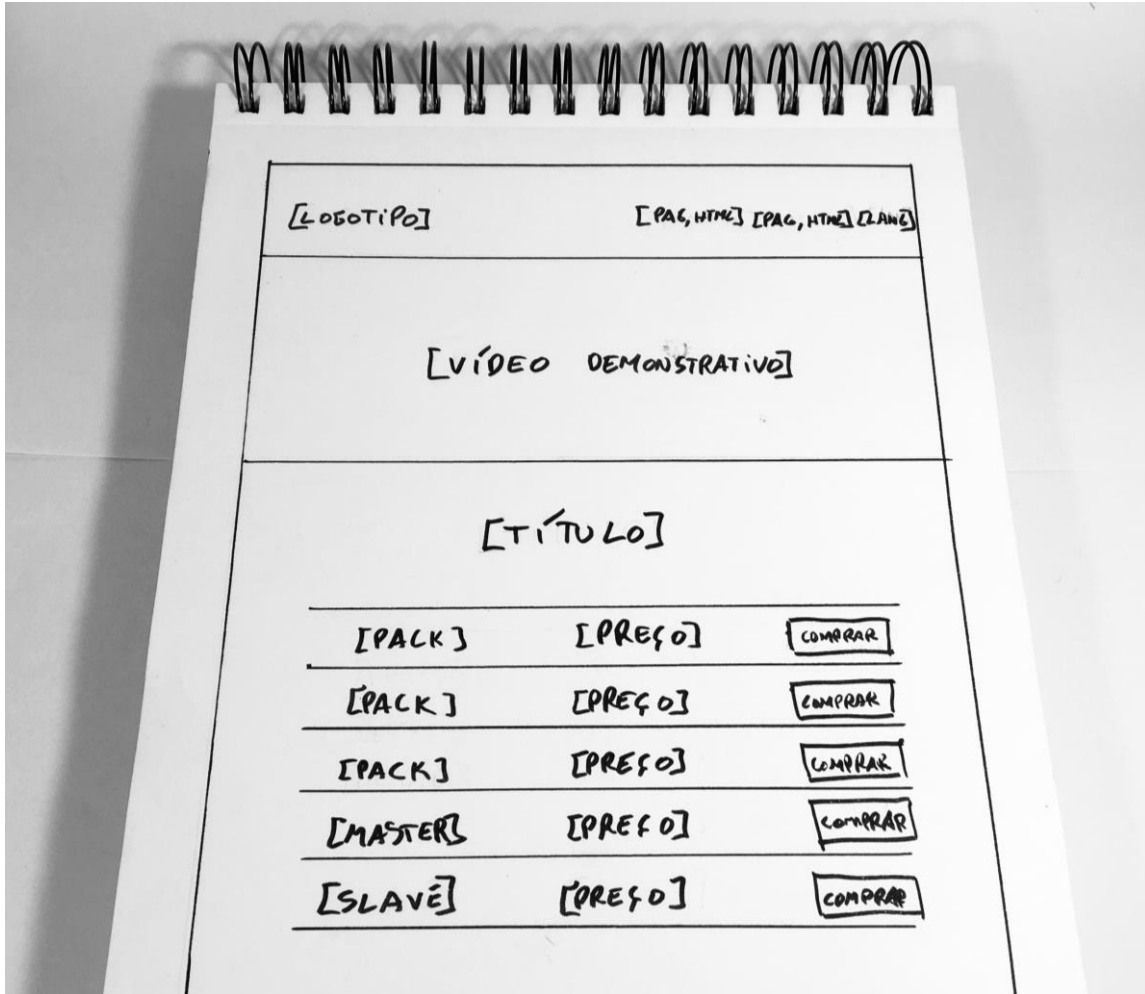 [LOGOTiPO] [PAG, HTML] [PAG, HTML] [LANG]
[VÍDEO DEMONSTRATiVO]
[TÍTULO]
[PACK] [PREÇO] COMPRAR
[PACK] [PREÇO] COMPRAR
[PACK] [PREÇO] COMPRAR
[MASTER] [PREÇO] COMPRAR
[SLAVE] [PREÇO] COMPRAR